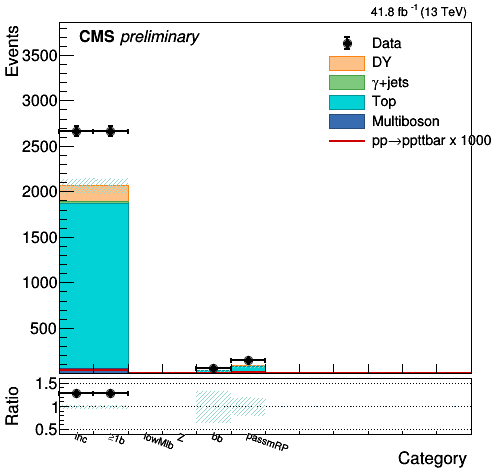 41.8 fb⁻¹ (13 TeV)
CMS preliminary
Events
3500
3000
2500
2000
1500
1000
500
Data
DY
γ+jets
Top
Multiboson
pp→ppttbar x 1000
Ratio
1.5
1
0.5
inc
≥1b
lowMlb
Z
bb
passmRP
Category